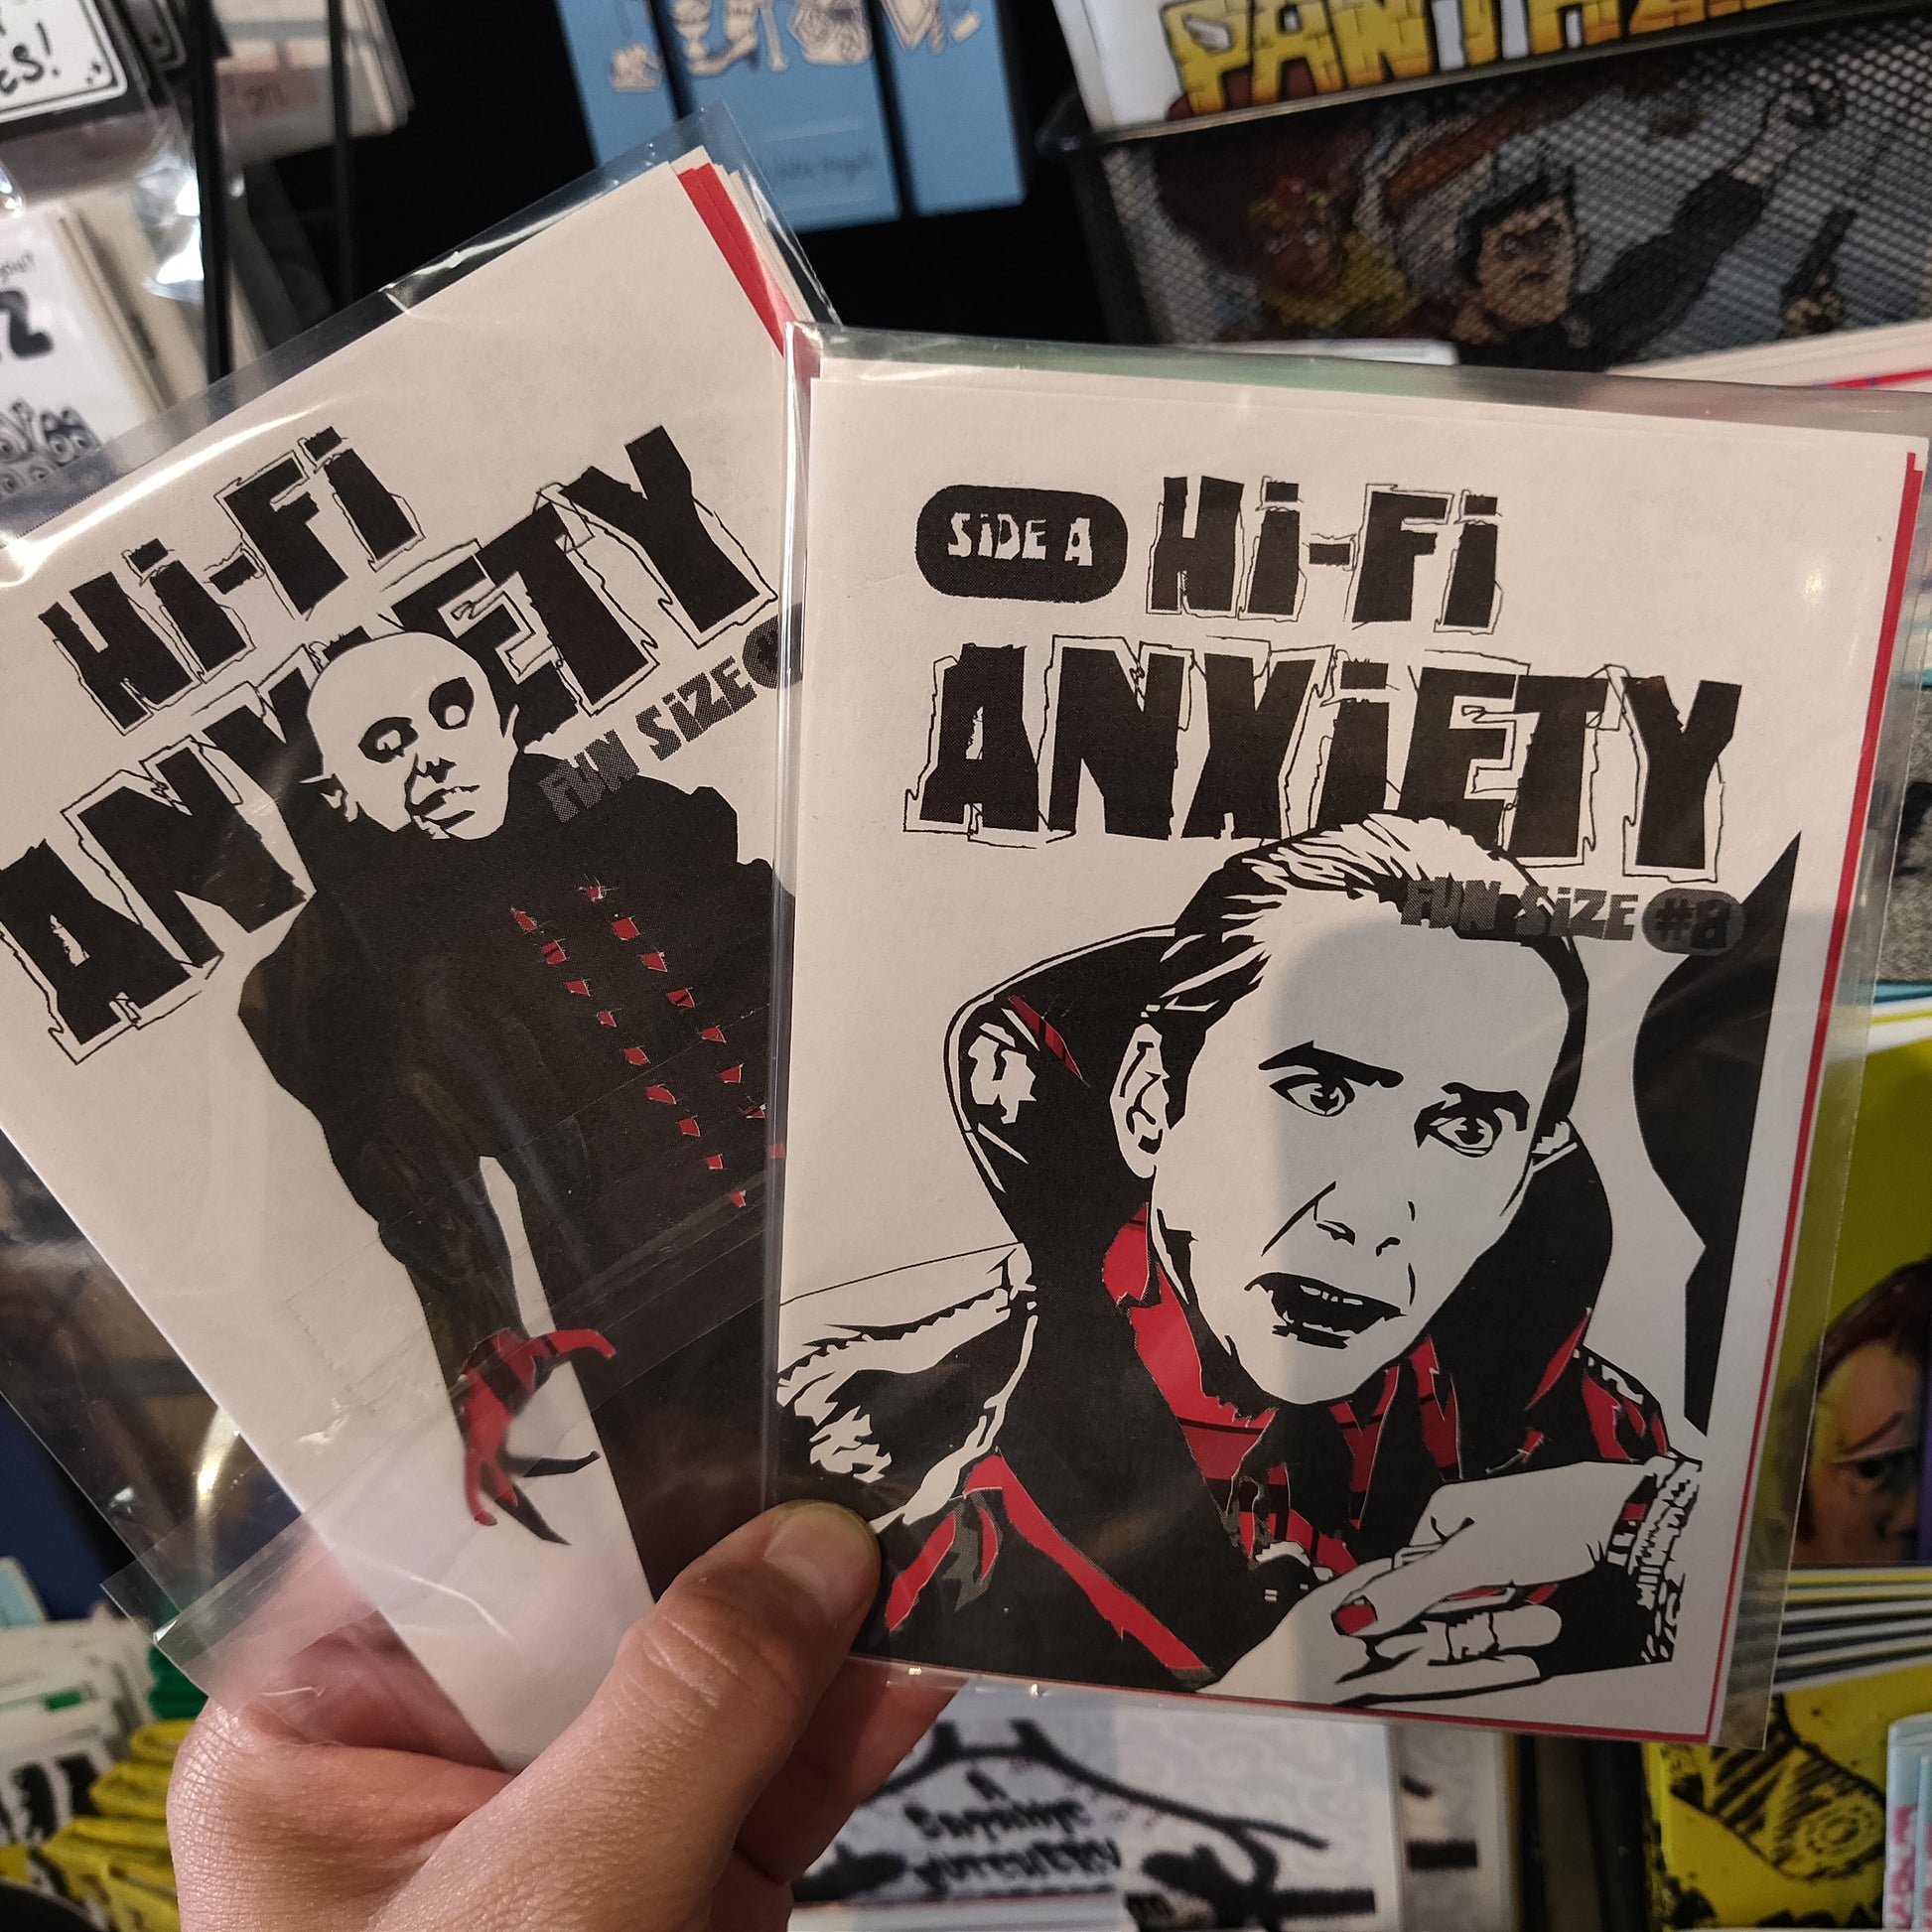 Hi-Fi
ANXiETY
FUN SiZE #
SiDE A
Hi-Fi
ANXiETY
FUN SiZE #8
A